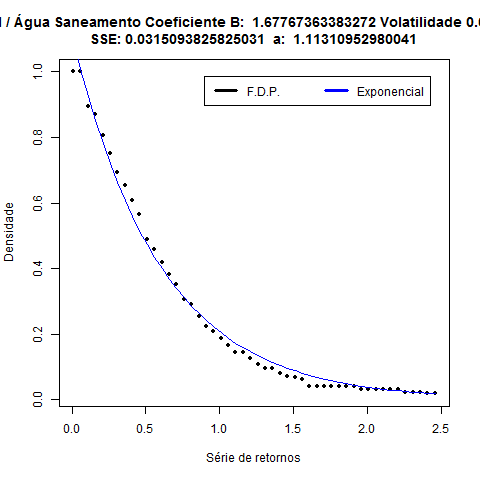 / Água Saneamento Coeficiente B: 1.67767363383272 Volatilidade 0.0
SSE: 0.0315093825825031 a: 1.11310952980041
F.D.P. Exponencial
1.0
0.8
0.6
0.4
0.2
0.0
Densidade
0.0 0.5 1.0 1.5 2.0 2.5
Série de retornos